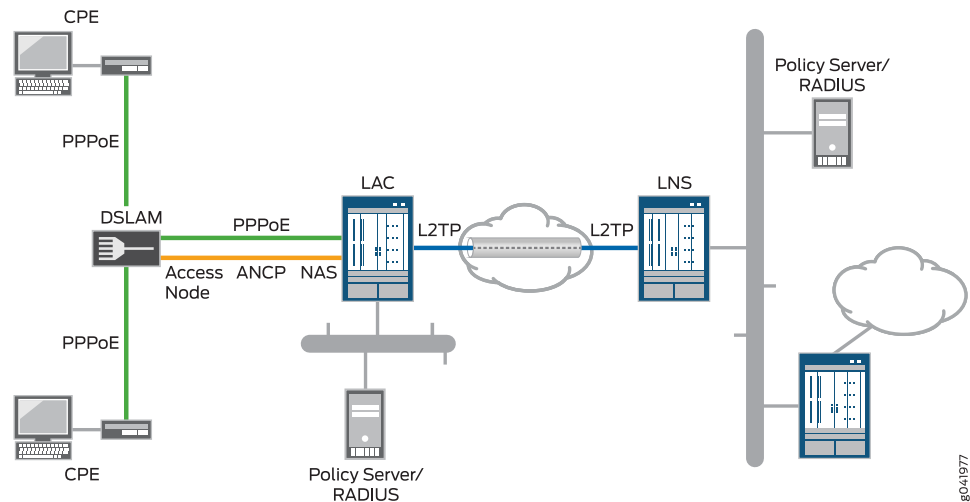 CPE
Policy Server/
RADIUS
PPPoE
LAC
LNS
DSLAM
PPPoE
L2TP
L2TP
Access
Node
ANCP
NAS
PPPoE
CPE
Policy Server/
RADIUS
g041977